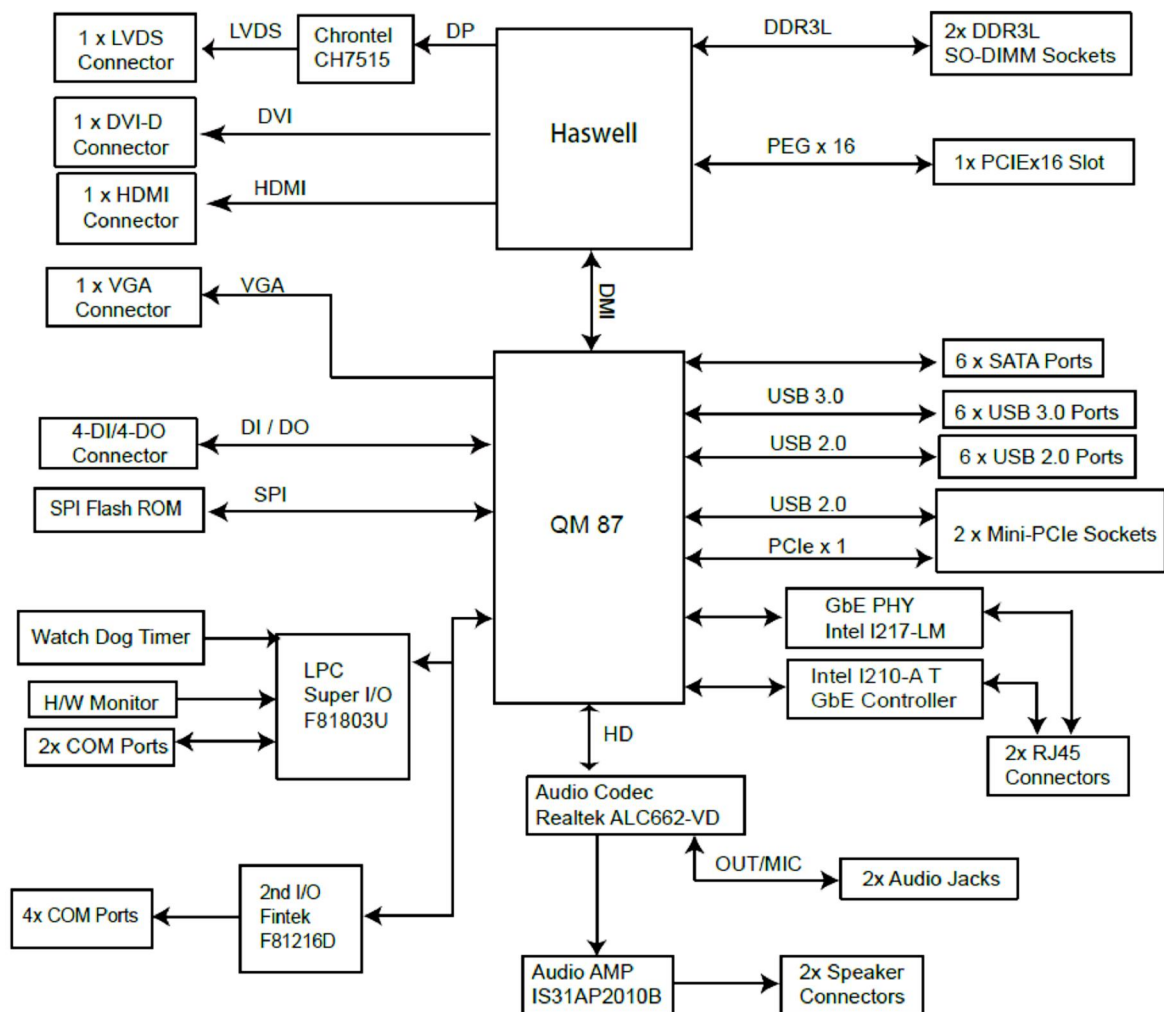 1 x LVDS
Connector
LVDS
Chrontel
CH7515
DP
Haswell
DDR3L
2x DDR3L
SO-DIMM Sockets
1 x DVI-D
Connector
DVI
PEG x 16
1x PCIEx16 Slot
1 x HDMI
Connector
HDMI
DMI
1 x VGA
Connector
VGA
QM 87
6 x SATA Ports
USB 3.0
6 x USB 3.0 Ports
USB 2.0
6 x USB 2.0 Ports
4-DI/4-DO
Connector
DI / DO
SPI Flash ROM
SPI
USB 2.0
PCIe x 1
2 x Mini-PCIe Sockets
GbE PHY
Intel I217-LM
Intel I210-A T
GbE Controller
2x RJ45
Connectors
Watch Dog Timer
H/W Monitor
2x COM Ports
LPC
Super I/O
F81803U
HD
Audio Codec
Realtek ALC662-VD
OUT/MIC
2x Audio Jacks
4x COM Ports
2nd I/O
Fintek
F81216D
Audio AMP
IS31AP2010B
2x Speaker
Connectors